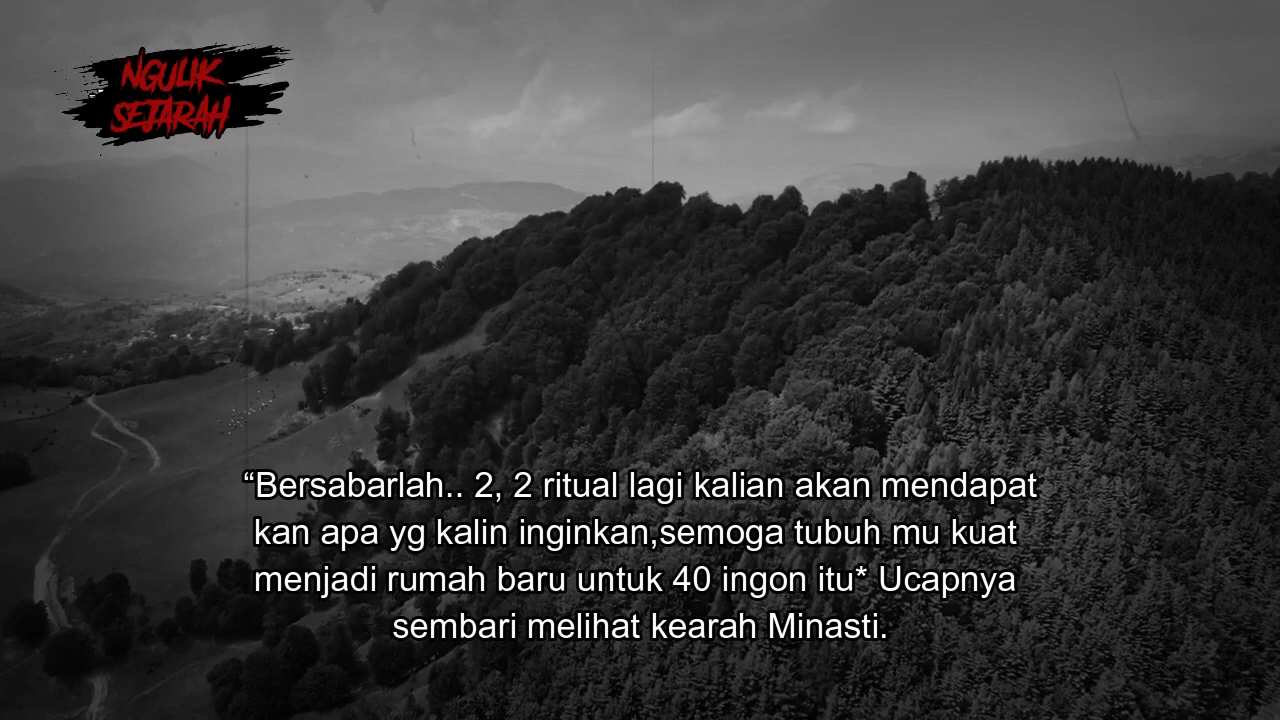 NGULIK
SEJARAH
“Bersabarlah.. 2, 2 ritual lagi kalian akan mendapat
kan apa yg kalin inginkan,semoga tubuh mu kuat
menjadi rumah baru untuk 40 ingon itu* Ucapnya
sembari melihat kearah Minasti.